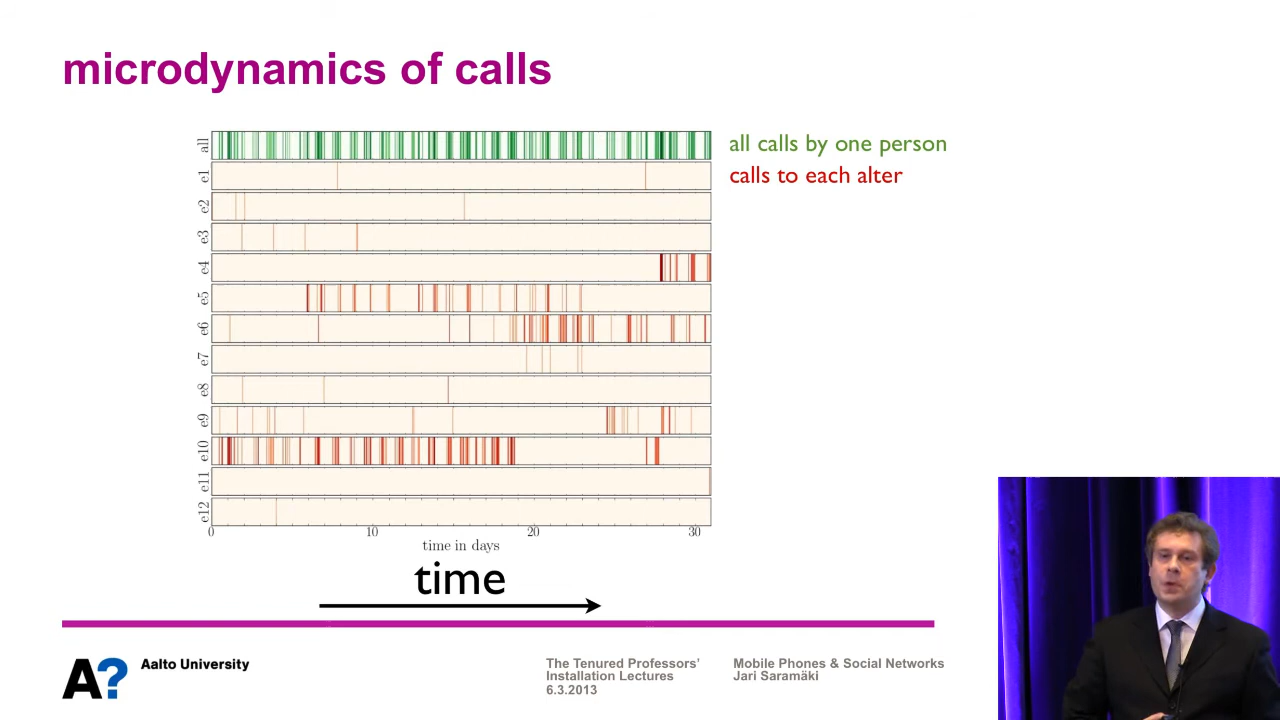 microdynamics of calls
all
e1
e2
e3
e4
e5
e6
e7
e8
e9
e10
e11
e12
0 10 20 30
time in days
all calls by one person
calls to each alter
time
A?
Aalto University
The Tenured Professors’
Installation Lectures
6.3.2013
Mobile Phones & Social Networks
Jari Saramäki